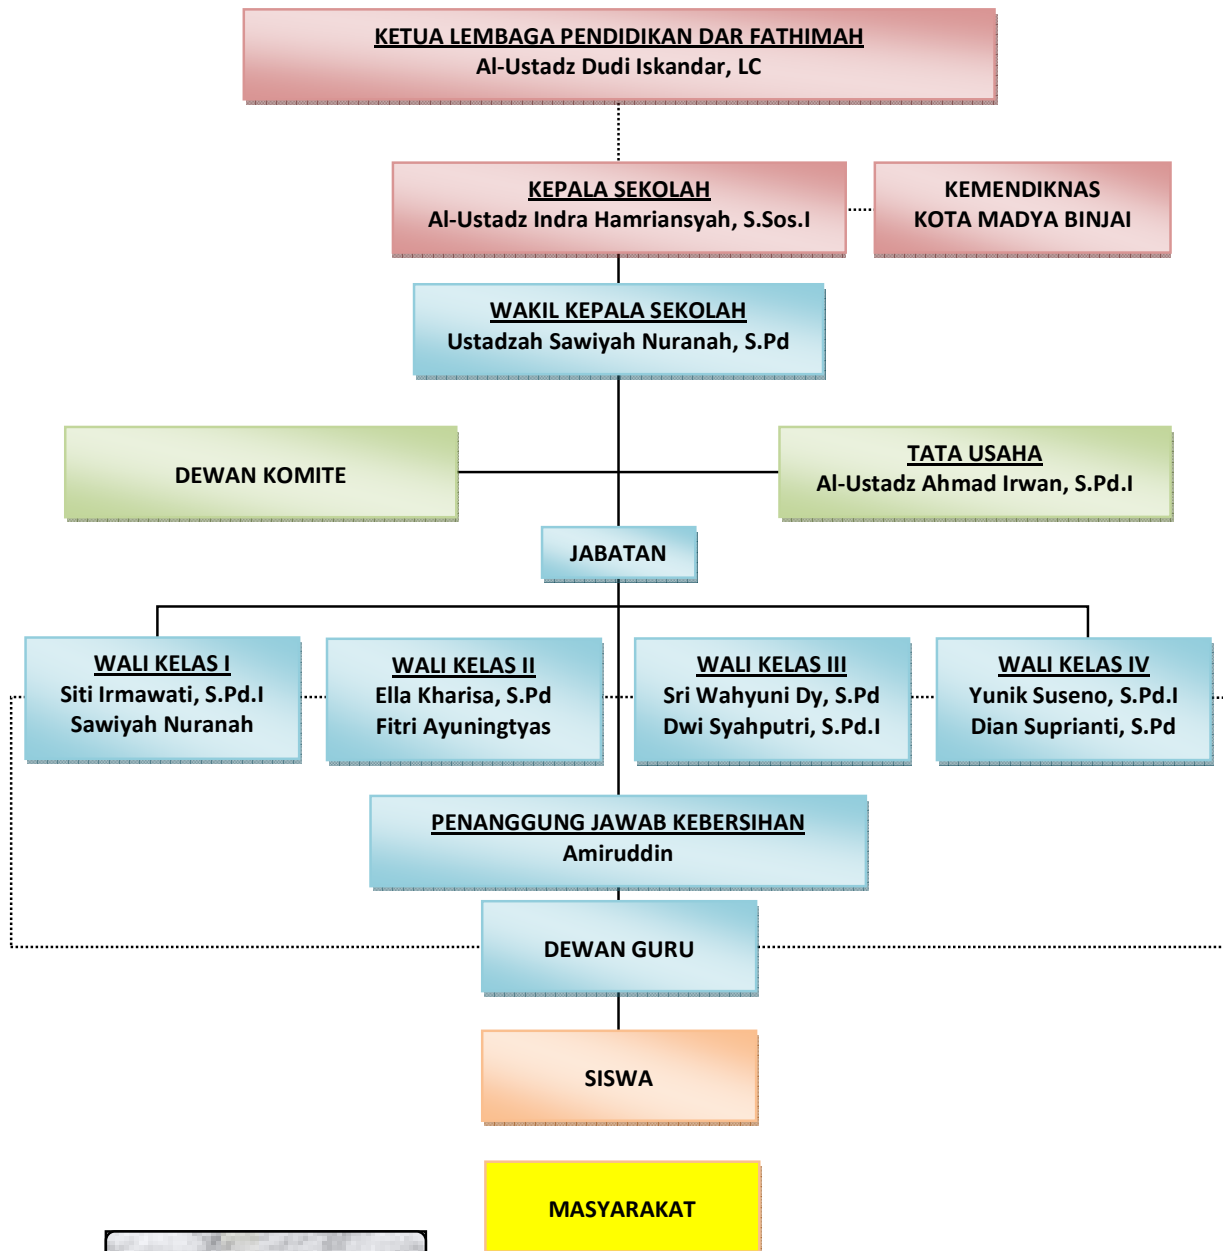 KETUA LEMBAGA PENDIDIKAN DAR FATHIMAH
Al-Ustadz Dudi Iskandar, LC
KEPALA SEKOLAH
Al-Ustadz Indra Hamriansyah, S.Sos.I
KEMENDIKNAS
KOTA MADYA BINJAI
WAKIL KEPALA SEKOLAH
Ustadzah Sawiyah Nuranah, S.Pd
DEWAN KOMITE
TATA USAHA
Al-Ustadz Ahmad Irwan, S.Pd.I
JABATAN
WALI KELAS I
Siti Irmawati, S.Pd.I
Sawiyah Nuranah
WALI KELAS II
Ella Kharisa, S.Pd
Fitri Ayuningtyas
WALI KELAS III
Sri Wahyuni Dy, S.Pd
Dwi Syahputri, S.Pd.I
WALI KELAS IV
Yunik Suseno, S.Pd.I
Dian Suprianti, S.Pd
PENANGGUNG JAWAB KEBERSIHAN
Amiruddin
DEWAN GURU
SISWA
MASYARAKAT